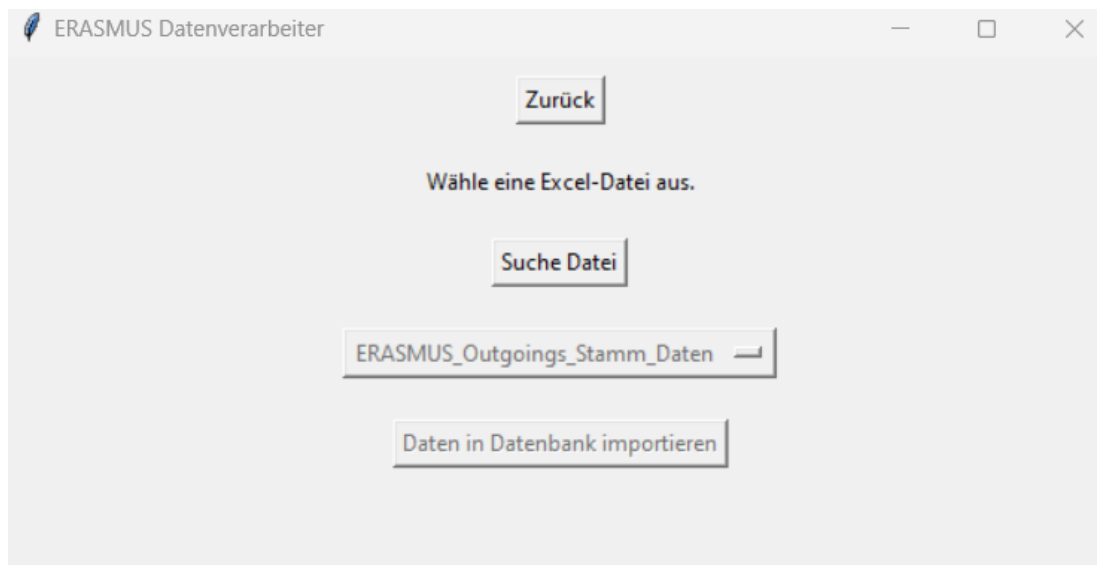 ERASMUS Datenverarbeiter
Zurück
Wähle eine Excel-Datei aus.
Suche Datei
ERASMUS_Outgoings_Stamm_Daten
Daten in Datenbank importieren